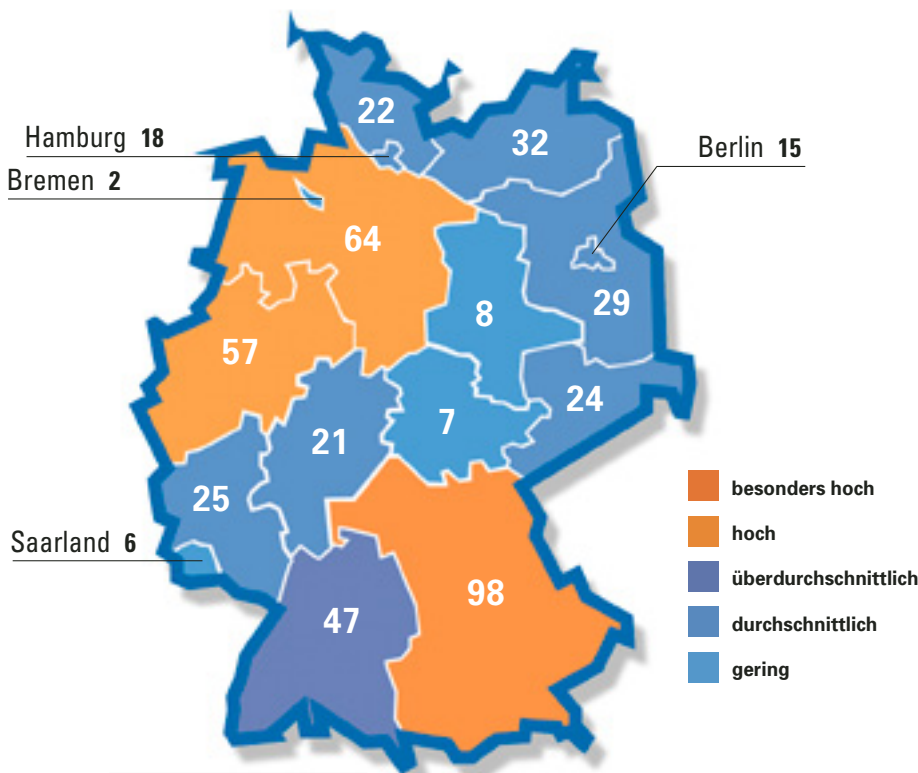 22
Hamburg 18
32
Berlin 15
Bremen 2
64
29
8
57
24
7
21
25
besonders hoch
hoch
Saarland 6
überdurchschnittlich
98
47
durchschnittlich
gering